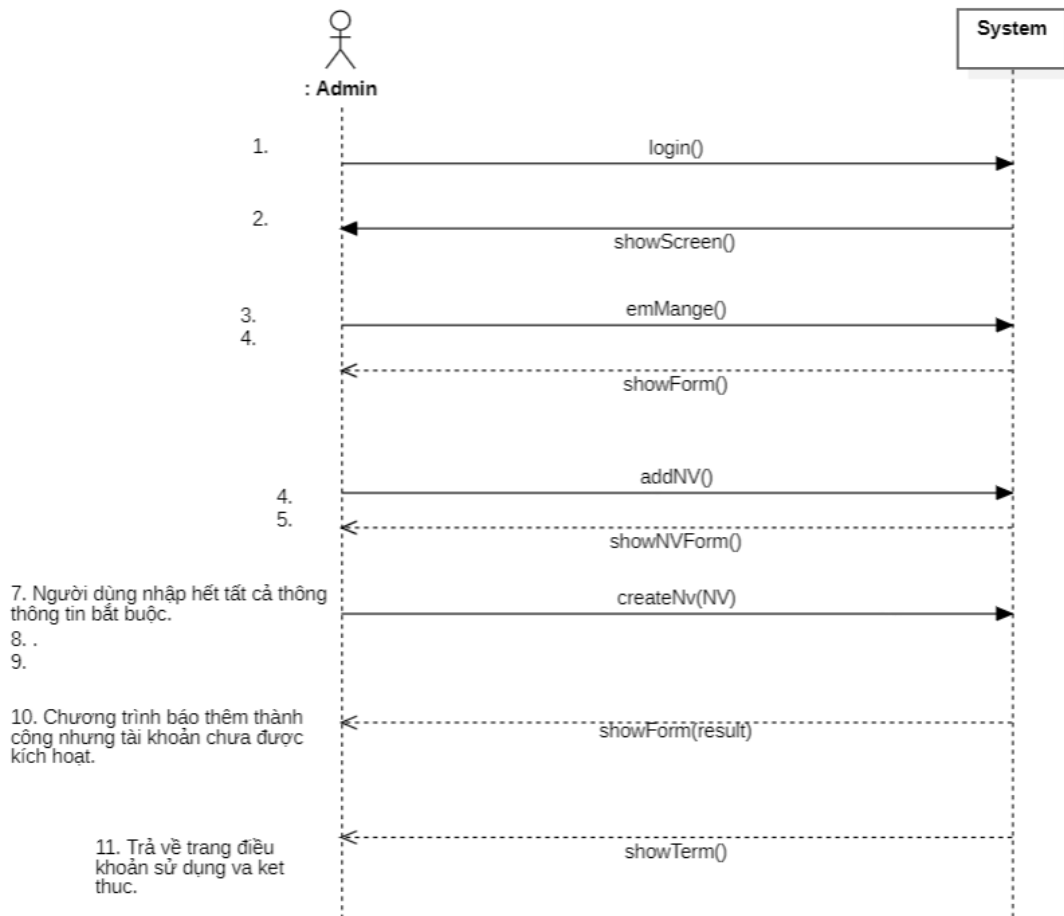 System
: Admin
1.
login()
2.
showScreen()
3.
emMange()
4.
showForm()
addNV()
4.
5.
showNVForm()
7. Người dùng nhập hết tất cả thông
thông tin bắt buộc.
createNv(NV)
8. .
9.
10. Chương trình báo thêm thành
công nhưng tài khoản chưa được
kích hoạt.
showForm(result)
11. Trả về trang điều
khoản sử dụng va ket
thuc.
showTerm()